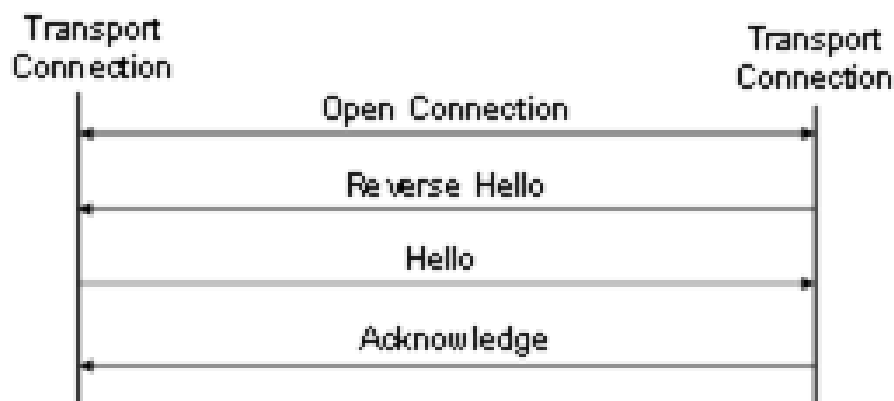 Transport
Connection
Transport
Connection
Open Connection
Reverse Hello
Hello
Acknowledge